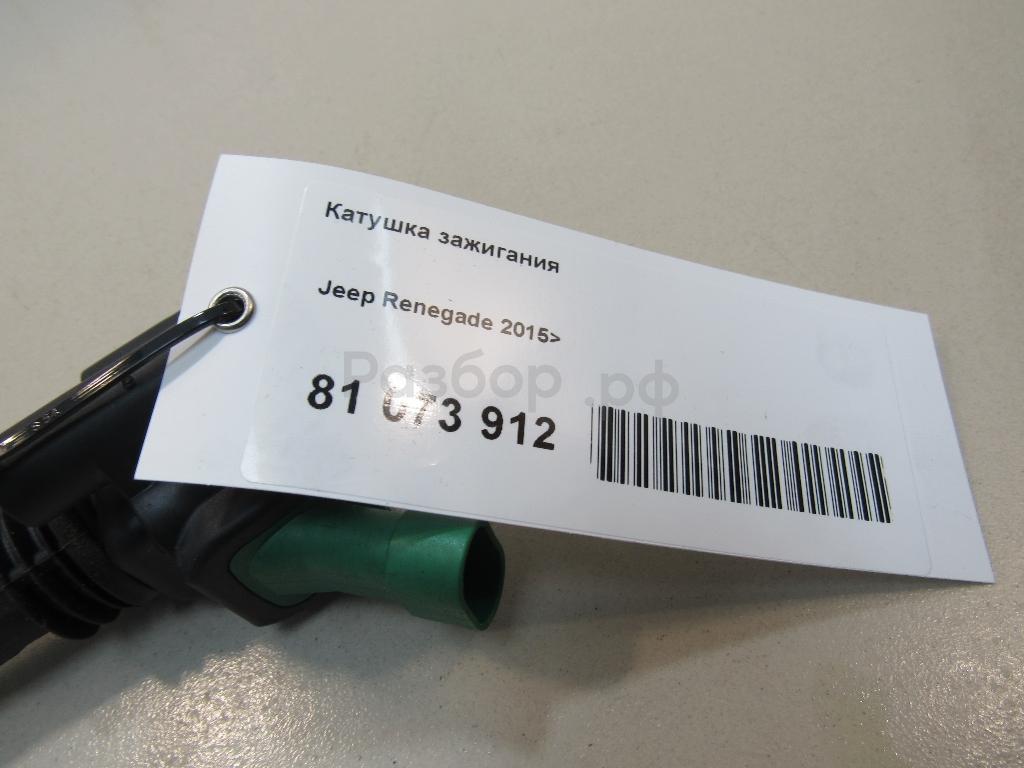 Катушка зажигания
Jeep Renegade 2015>
Разбор.рф
81 073 912